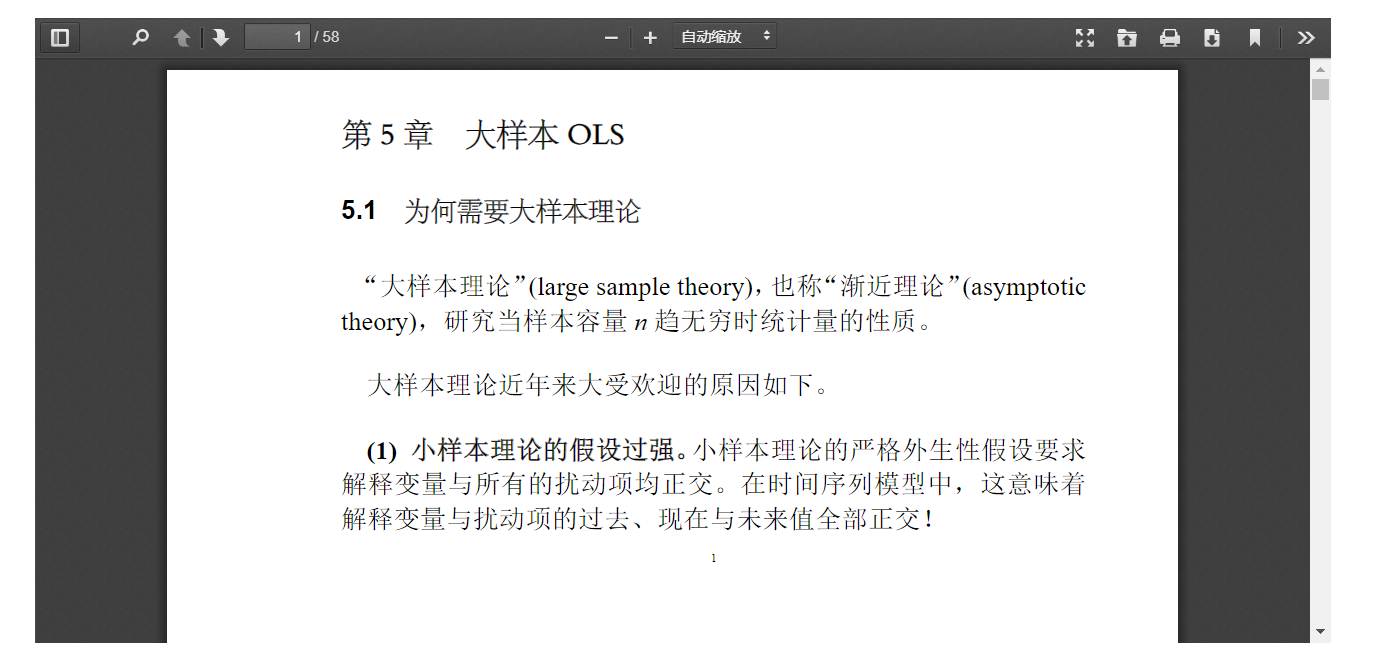 1 / 58
自动缩放
第 5 章 大样本 OLS
5.1 为何需要大样本理论
“大样本理论”(large sample theory)，也称“渐近理论”(asymptotic
theory)，研究当样本容量 n 趋无穷时统计量的性质。
大样本理论近年来大受欢迎的原因如下。
(1) 小样本理论的假设过强。小样本理论的严格外生性假设要求
解释变量与所有的扰动项均正交。在时间序列模型中，这意味着
解释变量与扰动项的过去、现在与未来值全部正交！
1